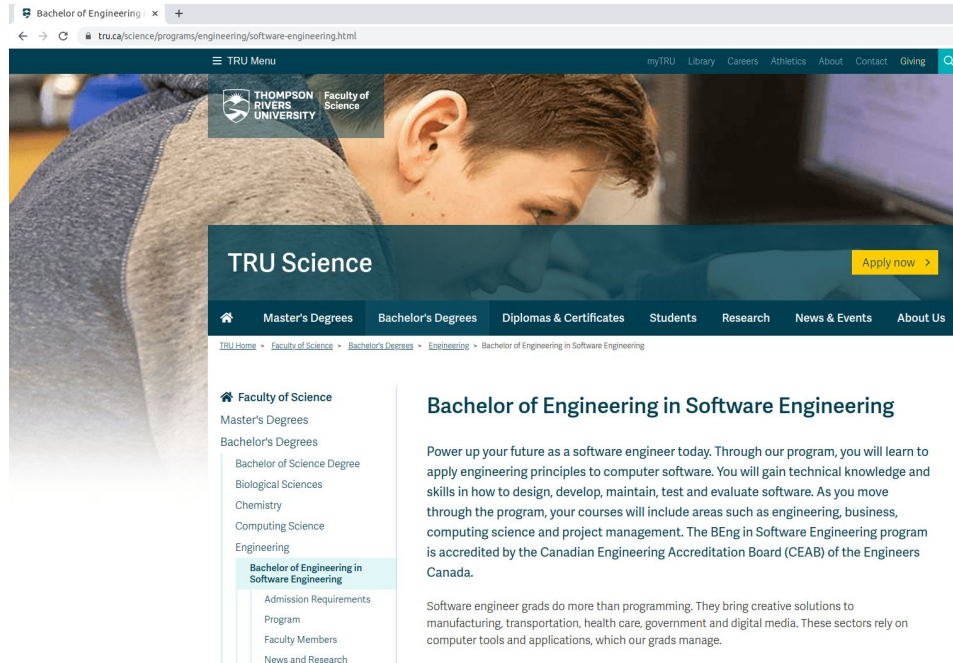 Bachelor of Engineering i
tru.ca/science/programs/engineering/software-engineering.html
TRU Menu
myTRU Library Careers Athletics About Contact Giving
THOMPSON RIVERS UNIVERSITY
Faculty of Science
TRU Science
Apply now >
Master's Degrees Bachelor's Degrees Diplomas & Certificates Students Research News & Events About Us
TRU Home > Faculty of Science > Bachelor's Degrees > Engineering > Bachelor of Engineering in Software Engineering
Faculty of Science
Master's Degrees
Bachelor's Degrees
Bachelor of Science Degree
Biological Sciences
Chemistry
Computing Science
Engineering
Bachelor of Engineering in
Software Engineering
Admission Requirements
Program
Faculty Members
News and Research
Bachelor of Engineering in Software Engineering
Power up your future as a software engineer today. Through our program, you will learn to
apply engineering principles to computer software. You will gain technical knowledge and
skills in how to design, develop, maintain, test and evaluate software. As you move
through the program, your courses will include areas such as engineering, business,
computing science and project management. The BEng in Software Engineering program
is accredited by the Canadian Engineering Accreditation Board (CEAB) of the Engineers
Canada.
Software engineer grads do more than programming. They bring creative solutions to
manufacturing, transportation, health care, government and digital media. These sectors rely on
computer tools and applications, which our grads manage.